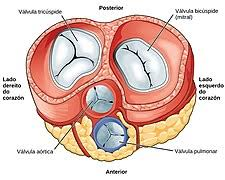 Posterior
Válvula tricúspide
Válvula bicúspide
(mitral)
Lado
dereito
do
corazón
Lado
esquerdo
do
corazón
Válvula aórtica
Válvula pulmonar
Anterior